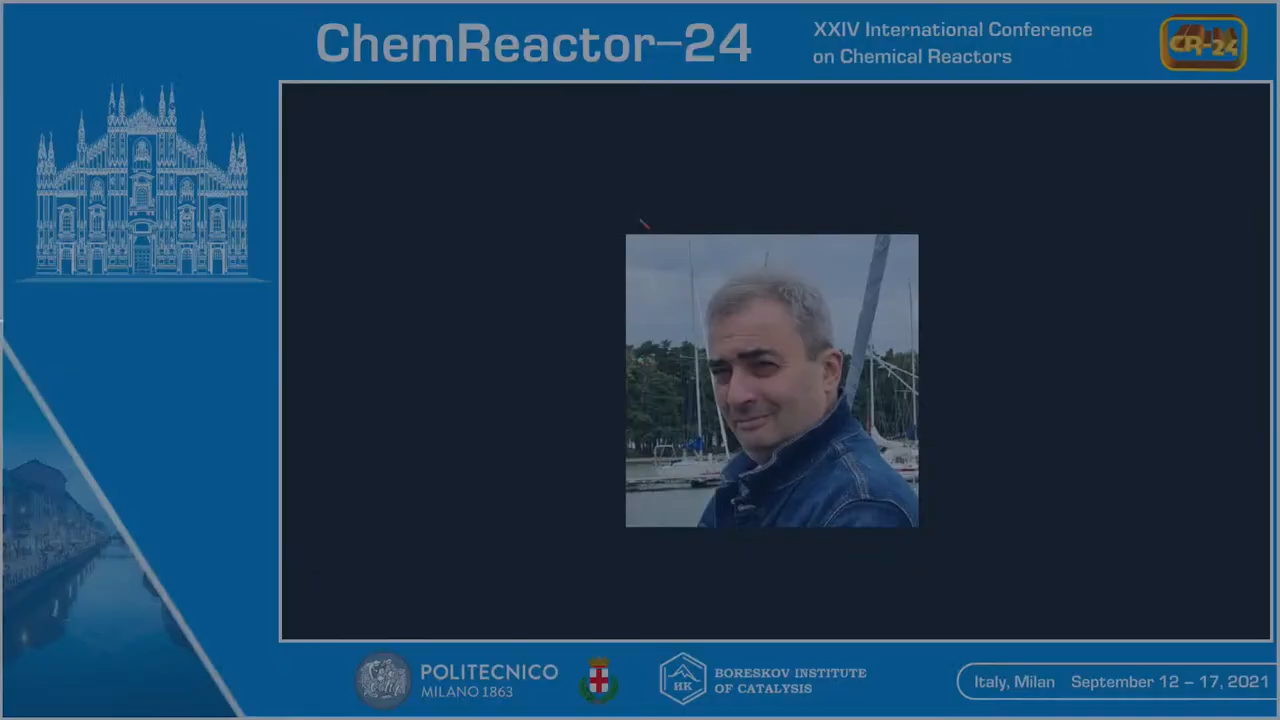 ChemReactor–24
XXIV International Conference
on Chemical Reactors
CR-24
POLITECNICO
MILANO 1863
НК
BORESKOV INSTITUTE
OF CATALYSIS
Italy, Milan September 12 – 17, 2021